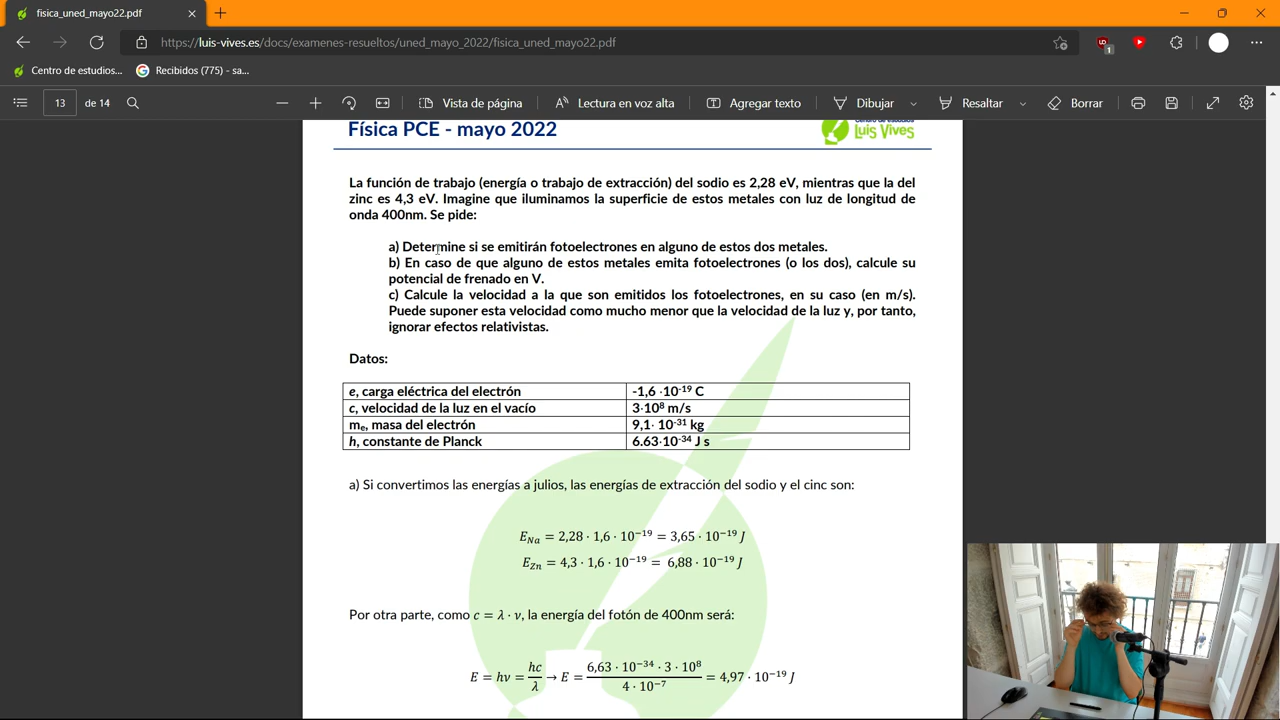 fisica_uned_mayo22.pdf
https://luis-vives.es/docs/examenes-resueltos/uned_mayo_2022/fisica_uned_mayo22.pdf
1
Centro de estudios...
Recibidos (775) - sa...
13 de 14
Vista de página
Lectura en voz alta
Agregar texto
Dibujar
Resaltar
Borrar
Física PCE - mayo 2022
Luis Vives
La función de trabajo (energía o trabajo de extracción) del sodio es 2,28 eV, mientras que la del
zinc es 4,3 eV. Imagine que iluminamos la superficie de estos metales con luz de longitud de
onda 400nm. Se pide:
a) Determine si se emitirán fotoelectrones en alguno de estos dos metales.
b) En caso de que alguno de estos metales emita fotoelectrones (o los dos), calcule su
potencial de frenado en V.
c) Calcule la velocidad a la que son emitidos los fotoelectrones, en su caso (en m/s).
Puede suponer esta velocidad como mucho menor que la velocidad de la luz y, por tanto,
ignorar efectos relativistas.
Datos:
e, carga eléctrica del electrón -1,6 ·10⁻¹⁹ C
c, velocidad de la luz en el vacío 3·10⁸ m/s
mₑ, masa del electrón 9,1· 10⁻³¹ kg
h, constante de Planck 6.63·10⁻³⁴ J s
a) Si convertimos las energías a julios, las energías de extracción del sodio y el cinc son:
E_Na = 2,28 · 1,6 · 10⁻¹⁹ = 3,65 · 10⁻¹⁹ J
E_Zn = 4,3 · 1,6 · 10⁻¹⁹ = 6,88 · 10⁻¹⁹ J
Por otra parte, como c = λ · ν, la energía del fotón de 400nm será:
E = hν = hc/λ → E = 6,63 · 10⁻³⁴ · 3 · 10⁸ / 4 · 10⁻⁷ = 4,97 · 10⁻¹⁹ J